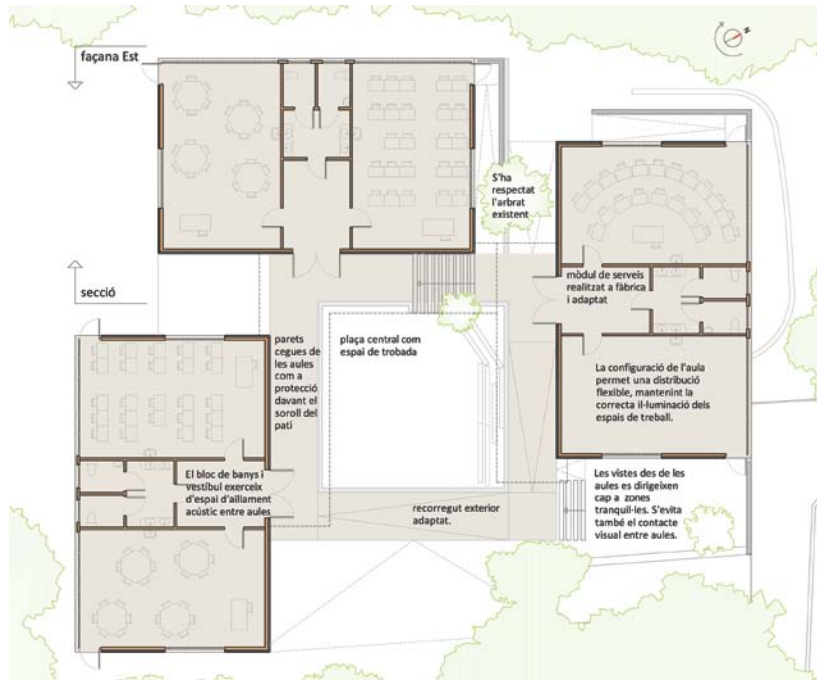 façana Est
N
S'ha
respectat
l'arbrat
existent
mòdul de serveis
realitzat a fàbrica
i adaptat
secció
parets
cegues de
les aules
com a
protecció
davant el
soroll del
pati
plaça central com
espai de trobada
La configuració de l'aula
permet una distribució
flexible, mantenint la
correcta il·luminació dels
espais de treball.
El bloc de banys i
vestíbul exerceix
d'espai d'aïllament
acústic entre aules
recorregut exterior
adaptat.
Les vistes des de les
aules es dirigeixen
cap a zones
tranquil·les. S'evita
també el contacte
visual entre aules.